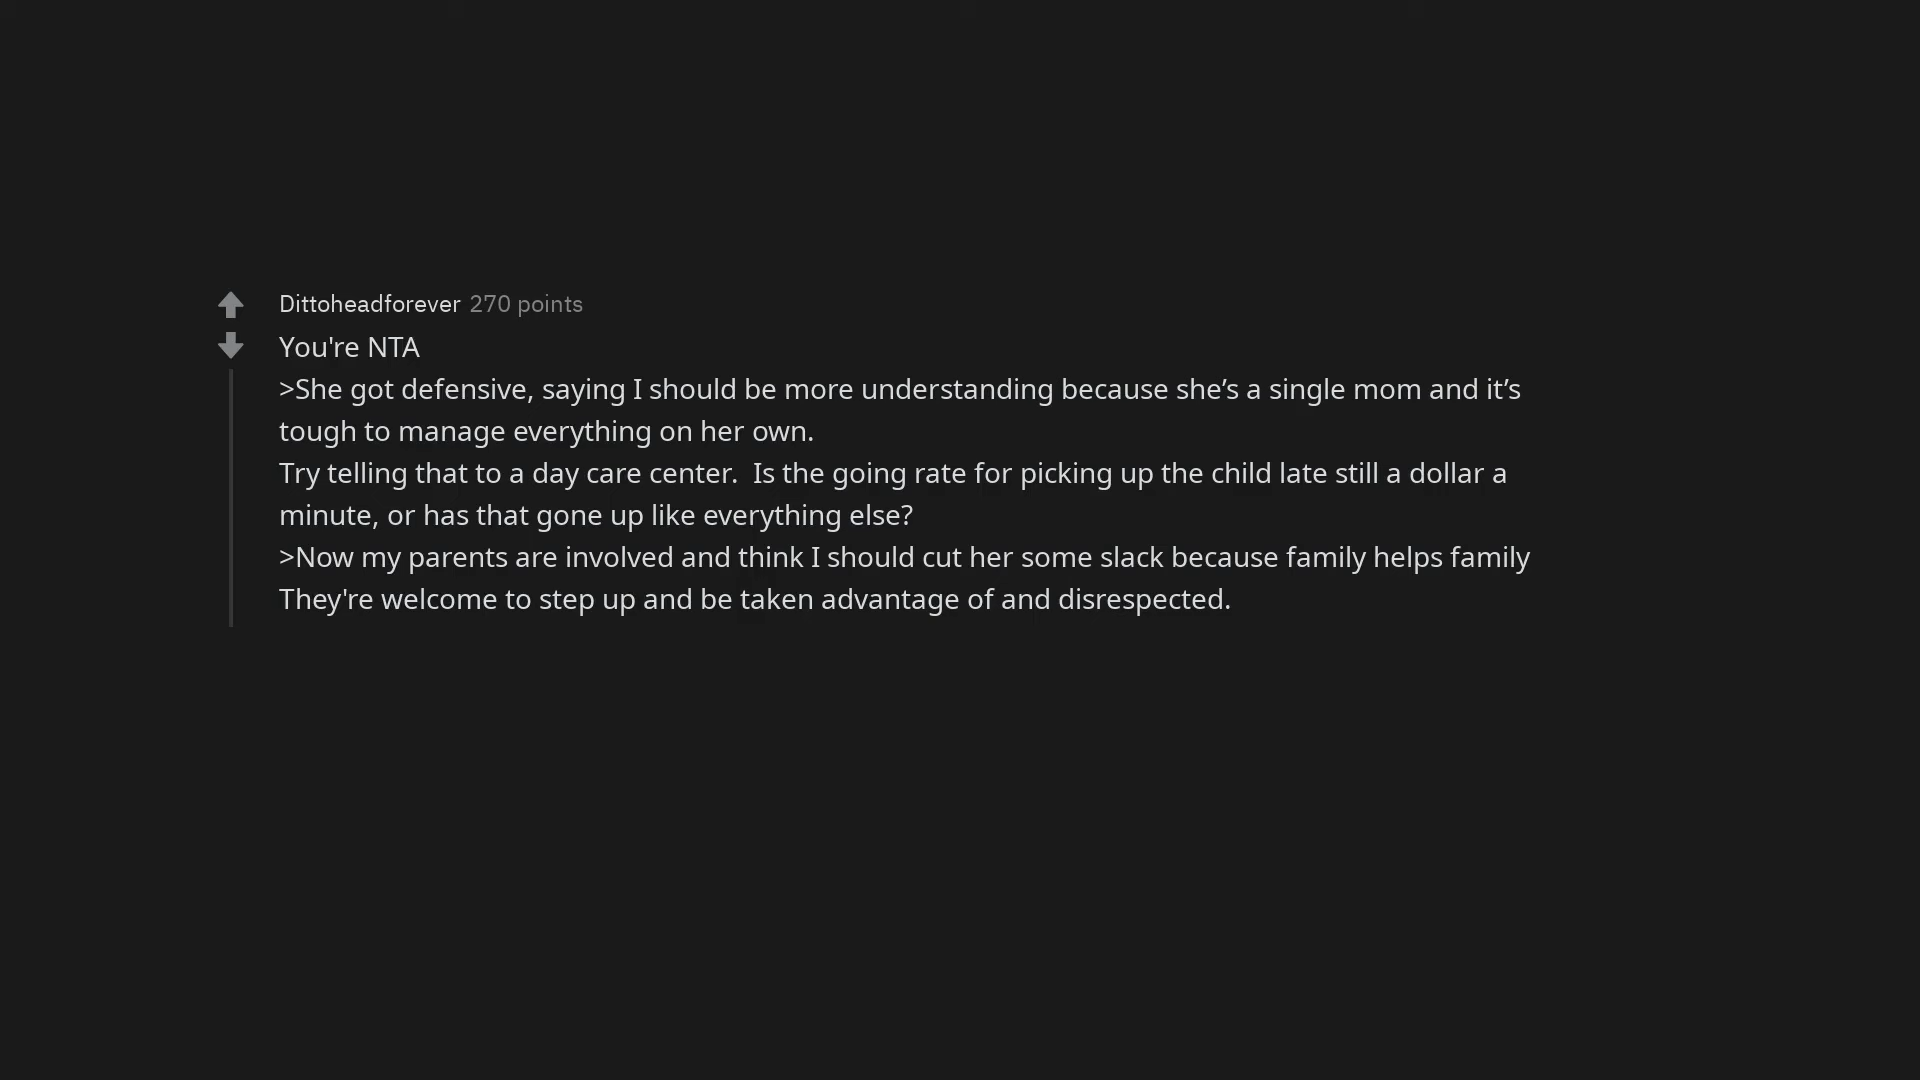 Dittoheadforever 270 points
You're NTA
>She got defensive, saying I should be more understanding because she’s a single mom and it’s
tough to manage everything on her own.
Try telling that to a day care center.  Is the going rate for picking up the child late still a dollar a
minute, or has that gone up like everything else?
>Now my parents are involved and think I should cut her some slack because family helps family
They're welcome to step up and be taken advantage of and disrespected.